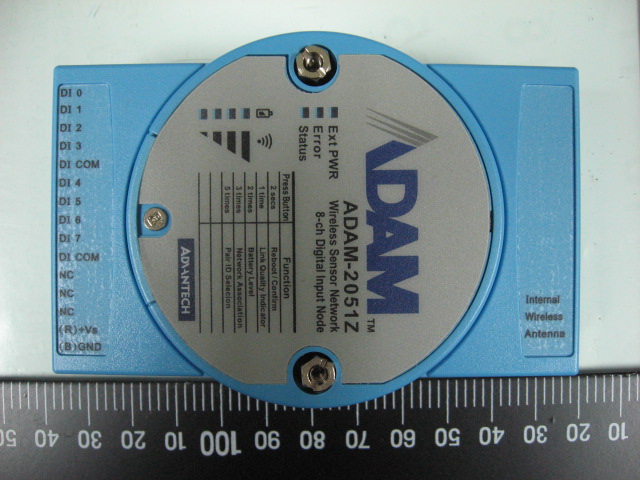 DI 0
DI 1
DI 2
DI 3
DI COM
DI 4
DI 5
DI 6
DI 7
DI COM
NC
NC
NC
(R)+Vs
(B)GND
ADAM™
ADAM-2051Z
Wireless Sensor Network
8-ch Digital Input Node
Ext PWR
Error
Status
Press Button Function
2 secs Reboot / Confirm
1 time Link Quality Indicator
2 times Battery Level
3 times Network Association
5 times Pair ID Selecion
ADVANTECH
Internal
Wireless
Antenna
50 40 30 20 10 100 90 80 70 60 50 40 30 20 10